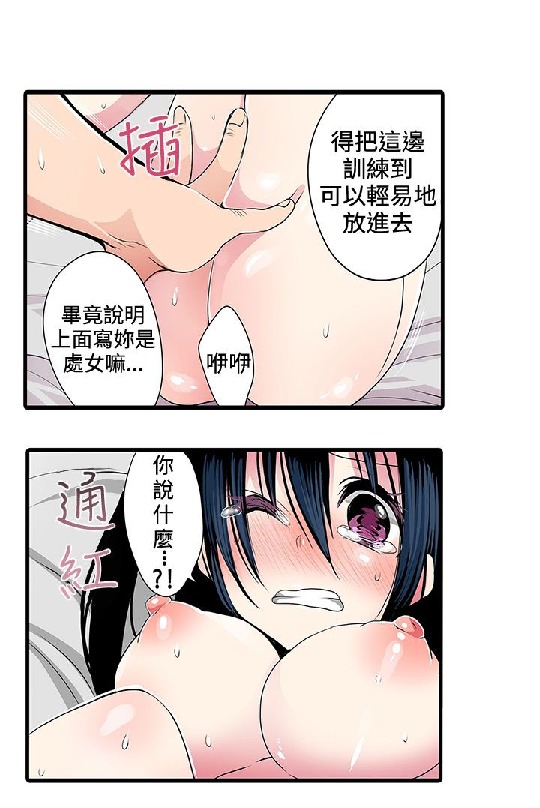 得把這邊
訓練到
可以輕易地
放進去
插
畢竟說明
上面寫妳是
處女嘛...
咿咿
你說什麼…?!
通紅